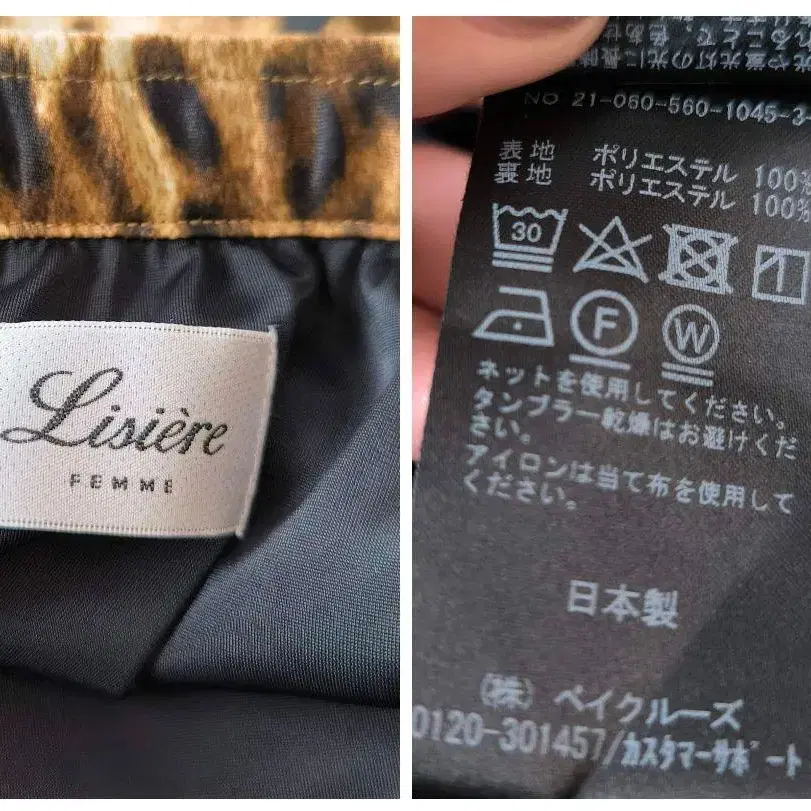 Lisière
FEMME
NO 21-060-560-1045-3-
表地 ポリエステル 100%
裏地 ポリエステル 100%
30
F
W
ネットを使用してください。
タンブラー乾燥はお避けくだ
さい。
アイロンは当て布を使用して
ください。
日本製
㈱ ベイクルーズ
0120-301457/カスタマーサポート